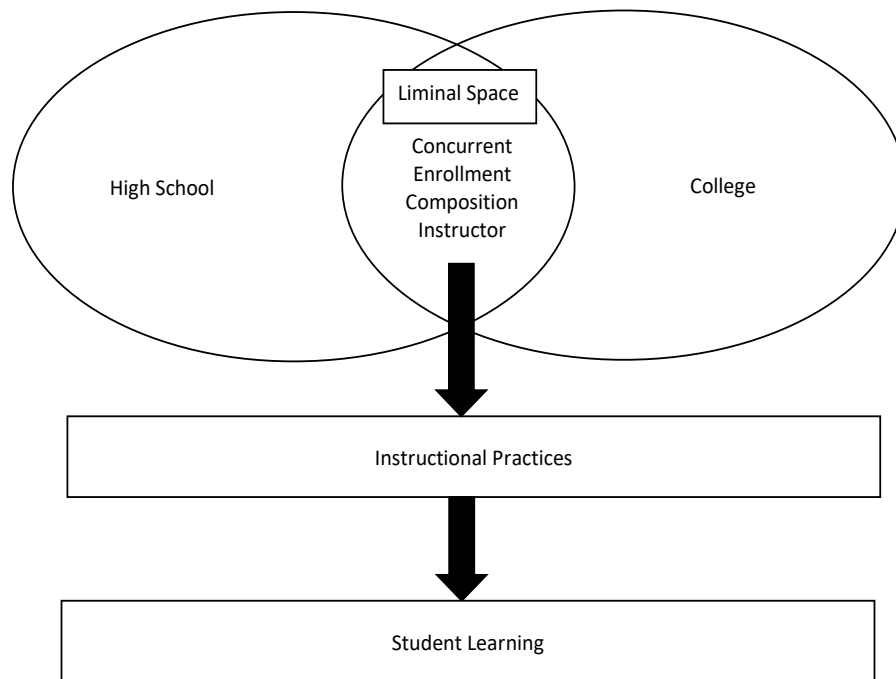 Liminal Space
Concurrent
Enrollment
Composition
Instructor
High School
College
Instructional Practices
Student Learning